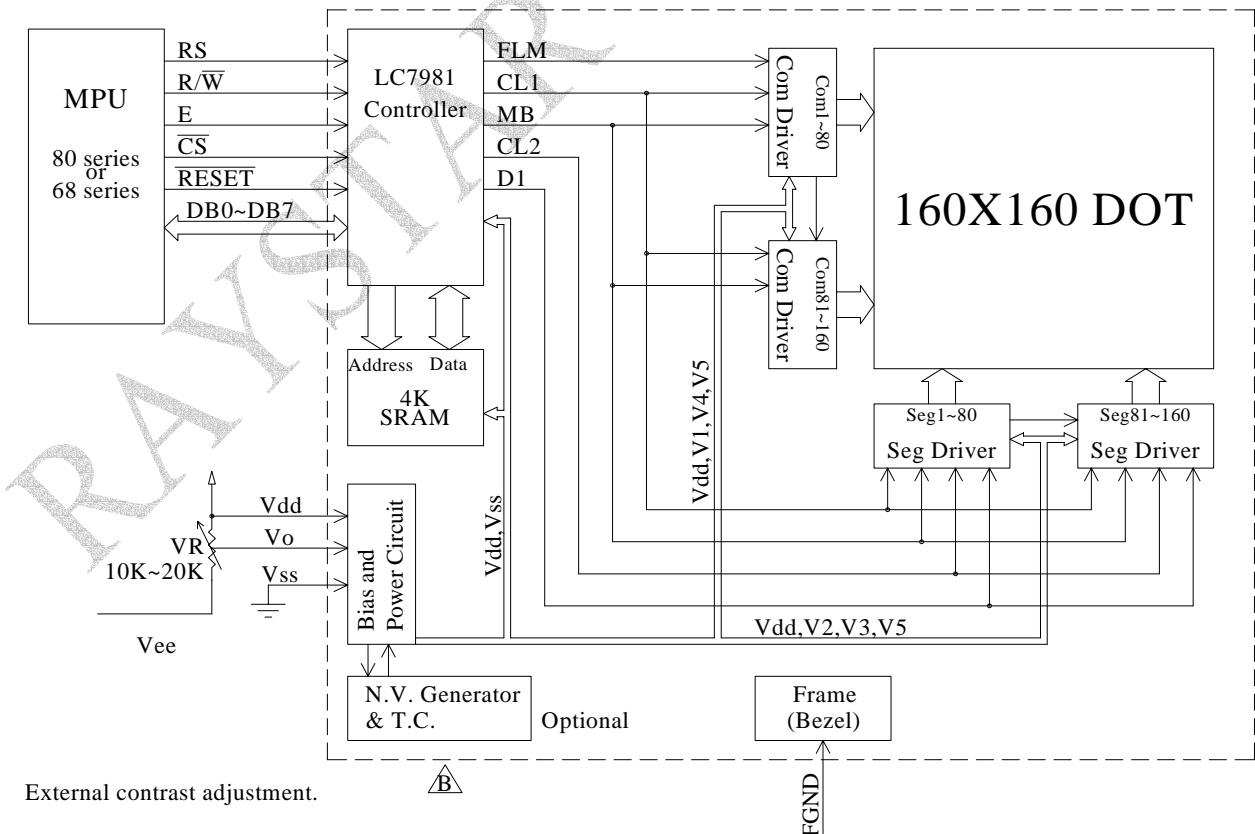 MPU
80 series
or
68 series
RS
R/W̅
E
C̅S̅
R̅E̅S̅E̅T̅
DB0~DB7
LC7981
Controller
FLM
CL1
MB
CL2
D1
Com Driver
Com1~80
Com Driver
Com81~160
160X160 DOT
Address
Data
4K
SRAM
Seg1~80
Seg Driver
Seg81~160
Seg Driver
Vdd,V1,V4,V5
Vdd,Vss
Vdd,V2,V3,V5
Vdd
Vo
Vss
VR
10K~20K
Vee
Bias and
Power Circuit
N.V. Generator
& T.C.
Optional
Frame
(Bezel)
FGND
B
External contrast adjustment.
RAYSTAR